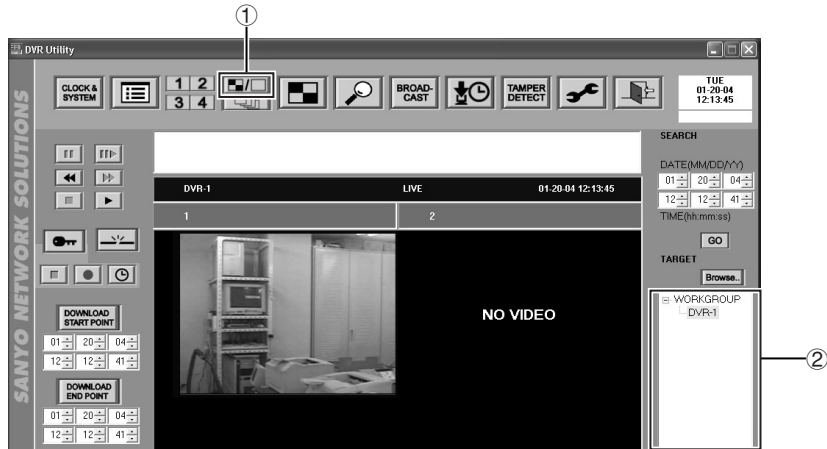 ①
DVR Utility
CLOCK & SYSTEM
1 2
3 4
BROAD-CAST
TAMPER DETECT
TUE
01-20-04
12:13:45
SANYO NETWORK SOLUTIONS
DVR-1 LIVE 01-20-04 12:13:45
1 2
NO VIDEO
DOWNLOAD
START POINT
01 20 04
12 12 41
DOWNLOAD
END POINT
01 20 04
12 12 41
SEARCH
DATE(MM/DD/YY)
01 20 04
12 12 41
TIME(hh:mm:ss)
GO
TARGET
Browse..
WORKGROUP
DVR-1
②